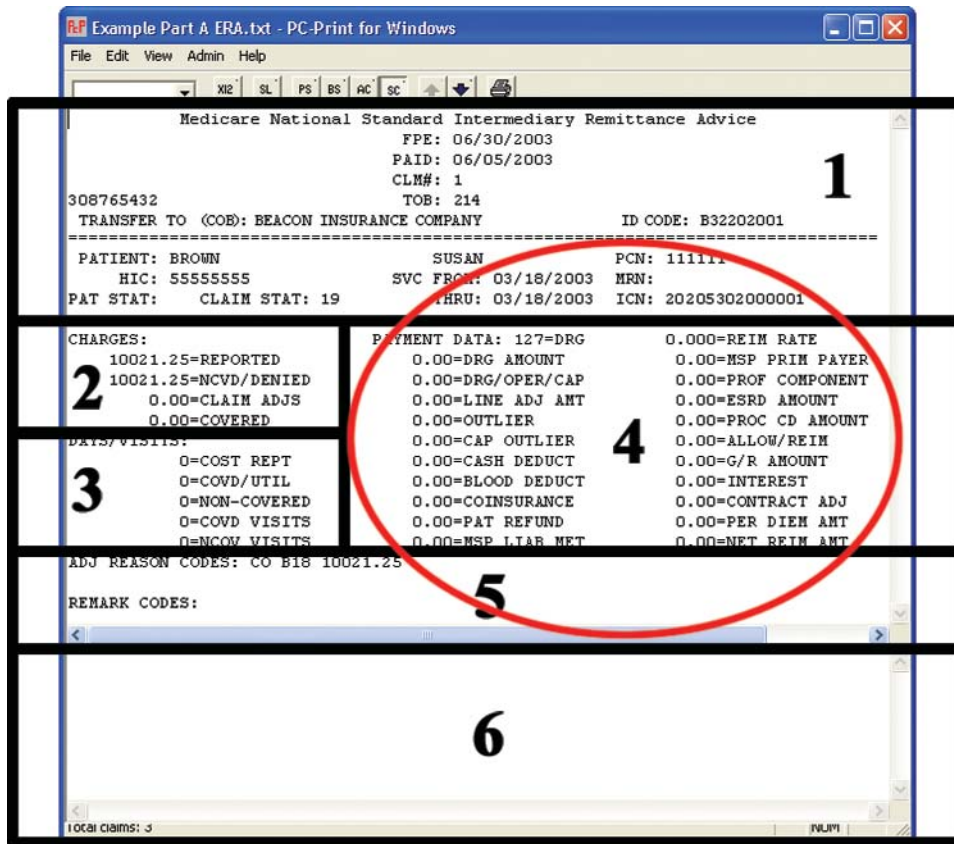 Example Part A ERA.txt - PC-Print for Windows
File Edit View Admin Help
X12 SL PS BS AC SC
Medicare National Standard Intermediary Remittance Advice
FPE: 06/30/2003
PAID: 06/05/2003
CLM#: 1
308765432 TOB: 214
TRANSFER TO (COB): BEACON INSURANCE COMPANY ID CODE: B32202001
1
PATIENT: BROWN SUSAN PCN: 111111
HIC: 55555555 SVC FROM: 03/18/2003 MRN:
PAT STAT: CLAIM STAT: 19 THRU: 03/18/2003 ICN: 20205302000001
CHARGES: PAYMENT DATA: 127=DRG 0.000=REIM RATE
10021.25=REPORTED 0.00=DRG AMOUNT 0.00=MSP PRIM PAYER
10021.25=NCVD/DENIED 0.00=DRG/OPER/CAP 0.00=PROF COMPONENT
2
0.00=CLAIM ADJS 0.00=LINE ADJ AMT 0.00=ESRD AMOUNT
0.00=COVERED 0.00=OUTLIER 0.00=PROC CD AMOUNT
DAYS/VISITS: 0.00=CAP OUTLIER 0.00=ALLOW/REIM
4
0=COST REPT 0.00=CASH DEDUCT 0.00=G/R AMOUNT
0=COVD/UTIL 0.00=BLOOD DEDUCT 0.00=INTEREST
3
0=NON-COVERED 0.00=COINSURANCE 0.00=CONTRACT ADJ
0=COVD VISITS 0.00=PAT REFUND 0.00=PER DIEM AMT
0=NCOV VISITS 0.00=MSP LIAB MET 0.00=NET REIM AMT
ADJ REASON CODES: CO B18 10021.25
5
REMARK CODES:
6
Total claims: 3 NUM